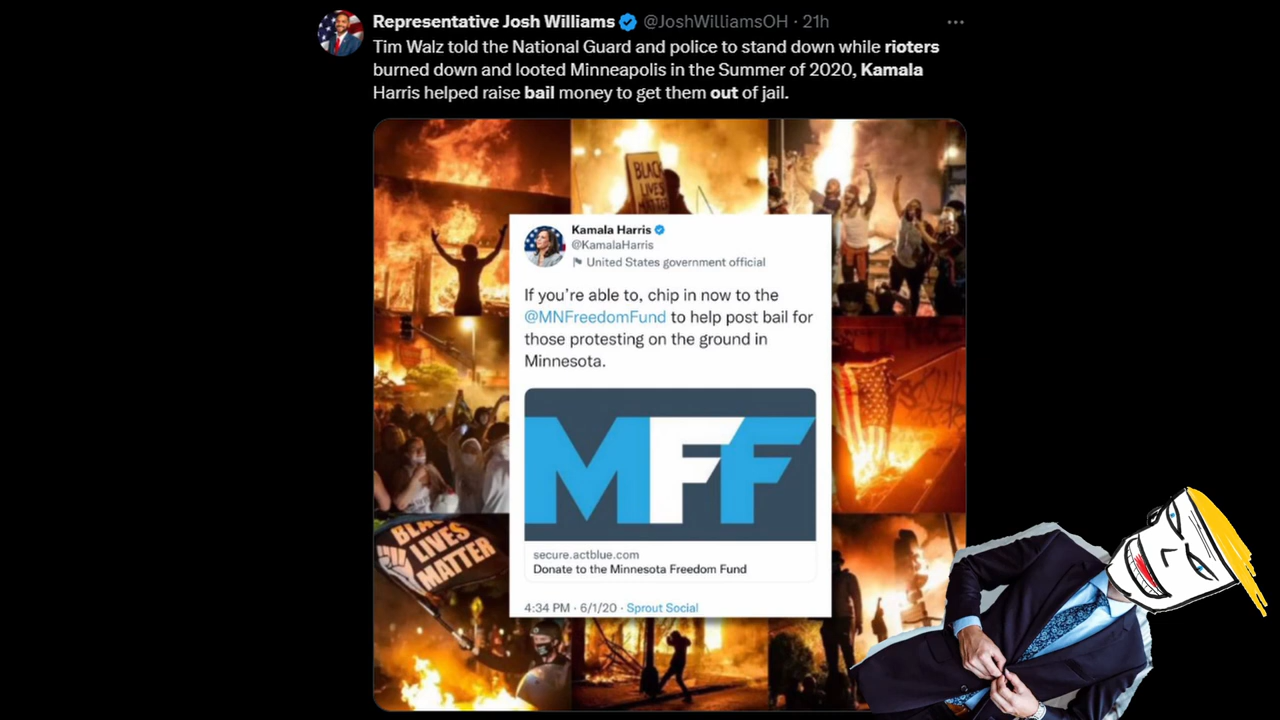 Representative Josh Williams @JoshWilliamsOH · 21h
Tim Walz told the National Guard and police to stand down while rioters
burned down and looted Minneapolis in the Summer of 2020, Kamala
Harris helped raise bail money to get them out of jail.
BLACK
LIVES
MATTER
Kamala Harris
@KamalaHarris
United States government official
If you're able to, chip in now to the
@MNFreedomFund to help post bail for
those protesting on the ground in
Minnesota.
MFF
secure.actblue.com
Donate to the Minnesota Freedom Fund
4:34 PM · 6/1/20 · Sprout Social
BLACK
LIVES
MATTER